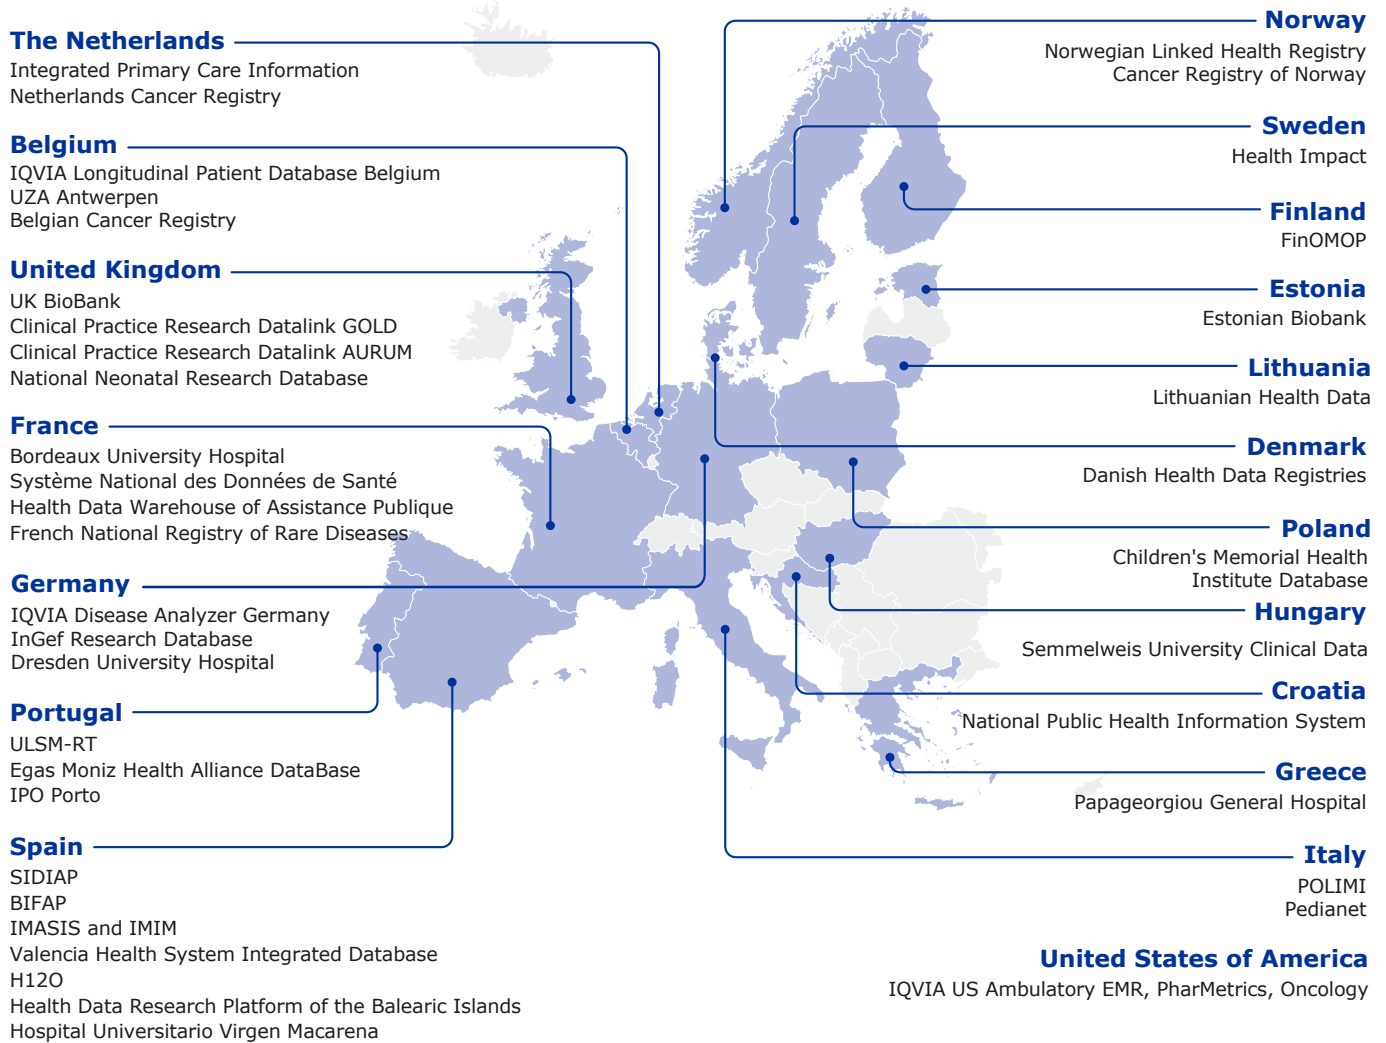 The Netherlands
Integrated Primary Care Information
Netherlands Cancer Registry
Belgium
IQVIA Longitudinal Patient Database Belgium
UZA Antwerpen
Belgian Cancer Registry
United Kingdom
UK BioBank
Clinical Practice Research Datalink GOLD
Clinical Practice Research Datalink AURUM
National Neonatal Research Database
France
Bordeaux University Hospital
Système National des Données de Santé
Health Data Warehouse of Assistance Publique
French National Registry of Rare Diseases
Germany
IQVIA Disease Analyzer Germany
InGef Research Database
Dresden University Hospital
Portugal
ULSM-RT
Egas Moniz Health Alliance DataBase
IPO Porto
Spain
SIDIAP
BIFAP
IMASIS and IMIM
Valencia Health System Integrated Database
H12O
Health Data Research Platform of the Balearic Islands
Hospital Universitario Virgen Macarena
Norway
Norwegian Linked Health Registry
Cancer Registry of Norway
Sweden
Health Impact
Finland
FinOMOP
Estonia
Estonian Biobank
Lithuania
Lithuanian Health Data
Denmark
Danish Health Data Registries
Poland
Children's Memorial Health
Institute Database
Hungary
Semmelweis University Clinical Data
Croatia
National Public Health Information System
Greece
Papageorgiou General Hospital
Italy
POLIMI
Pedianet
United States of America
IQVIA US Ambulatory EMR, PharMetrics, Oncology